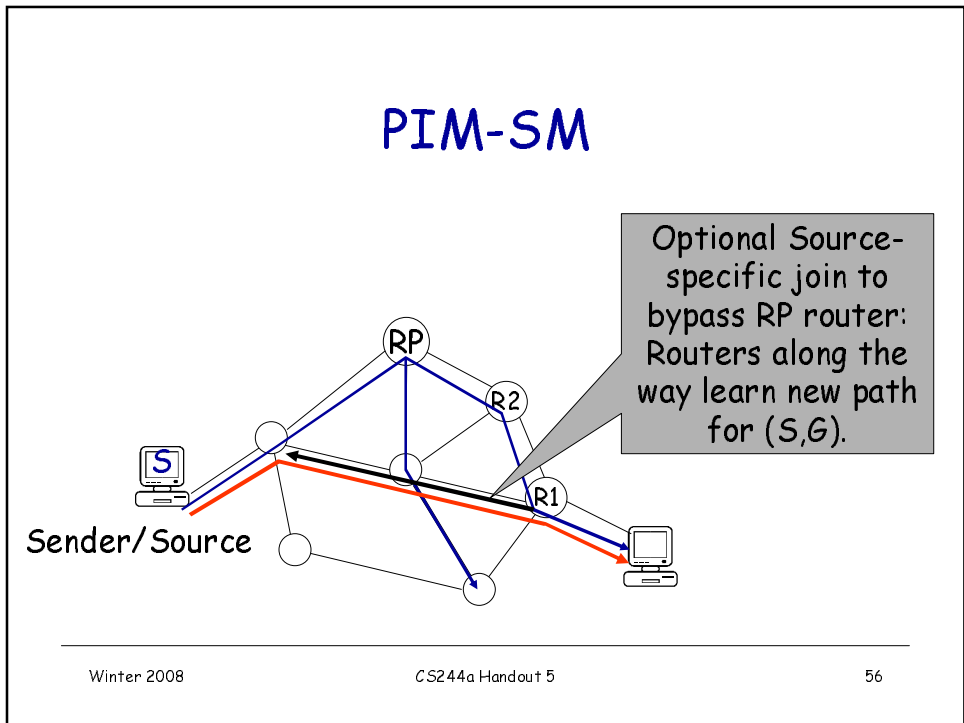 PIM-SM
Optional Source-
specific join to
bypass RP router:
Routers along the
way learn new path
for (S,G).
RP
R2
S
R1
Sender/Source
Winter 2008
CS244a Handout 5
56